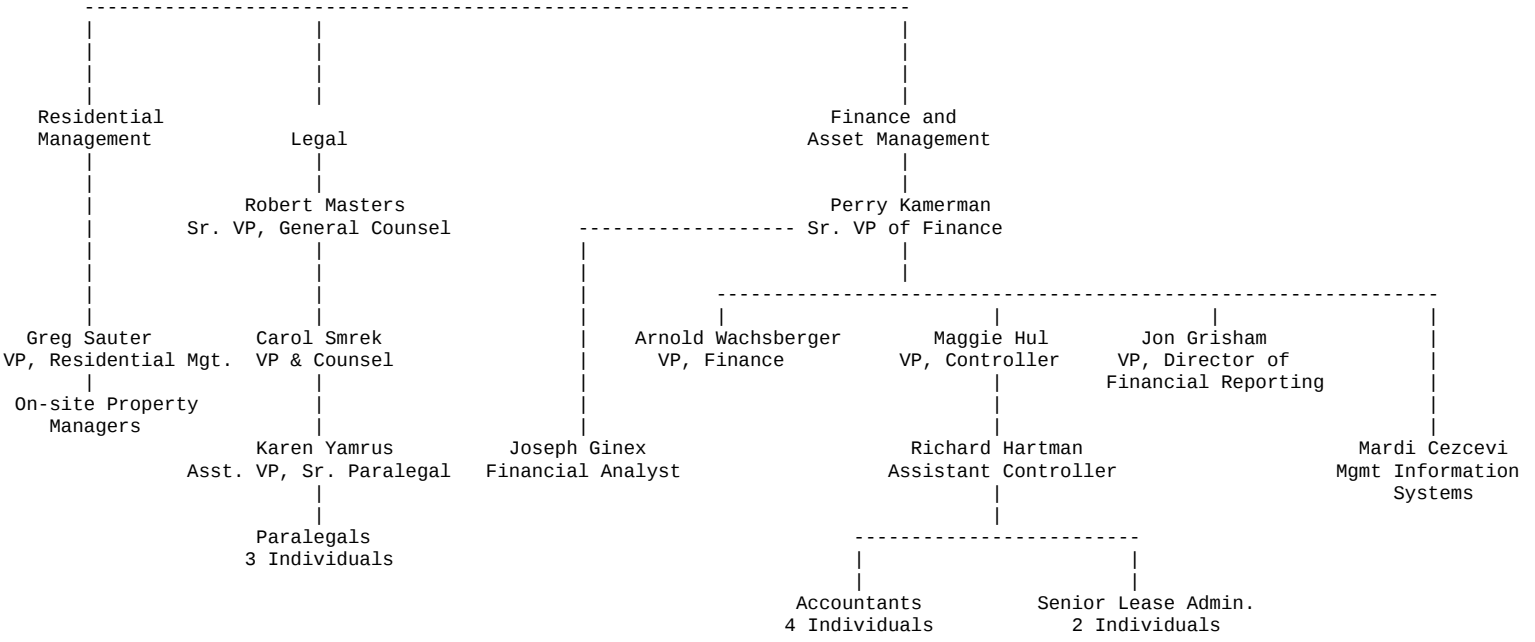 Residential
Management
Legal
Finance and
Asset Management
Robert Masters
Sr. VP, General Counsel
Perry Kamerman
Sr. VP of Finance
Greg Sauter
VP, Residential Mgt.
Carol Smrek
VP & Counsel
Arnold Wachsberger
VP, Finance
Maggie Hul
VP, Controller
Jon Grisham
VP, Director of
Financial Reporting
On-site Property
Managers
Karen Yamrus
Asst. VP, Sr. Paralegal
Joseph Ginex
Financial Analyst
Richard Hartman
Assistant Controller
Mardi Cezcevi
Mgmt Information
Systems
Paralegals
3 Individuals
Accountants
4 Individuals
Senior Lease Admin.
2 Individuals